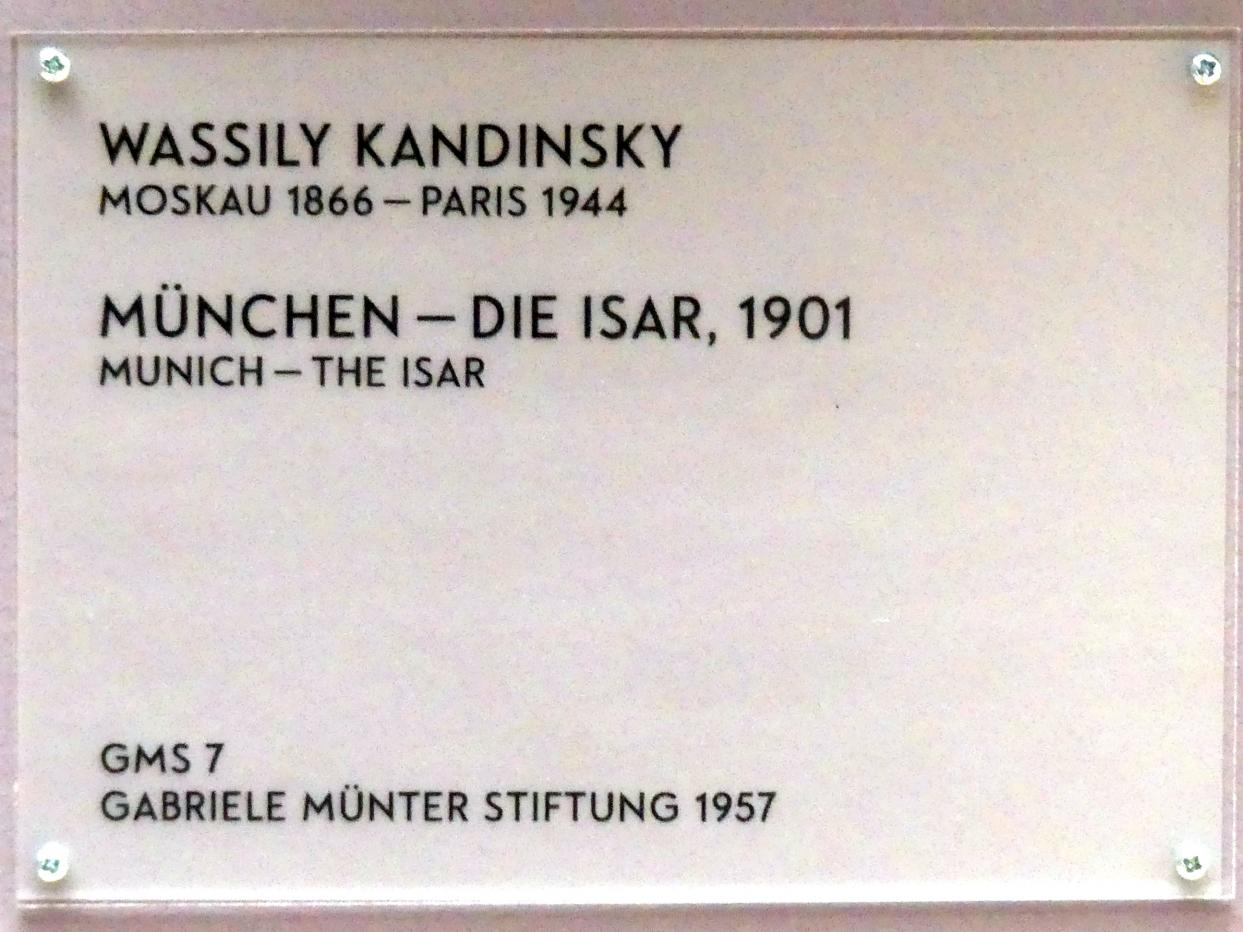 WASSILY KANDINSKY
MOSKAU 1866 – PARIS 1944
MÜNCHEN – DIE ISAR, 1901
MUNICH – THE ISAR
GMS 7
GABRIELE MÜNTER STIFTUNG 1957